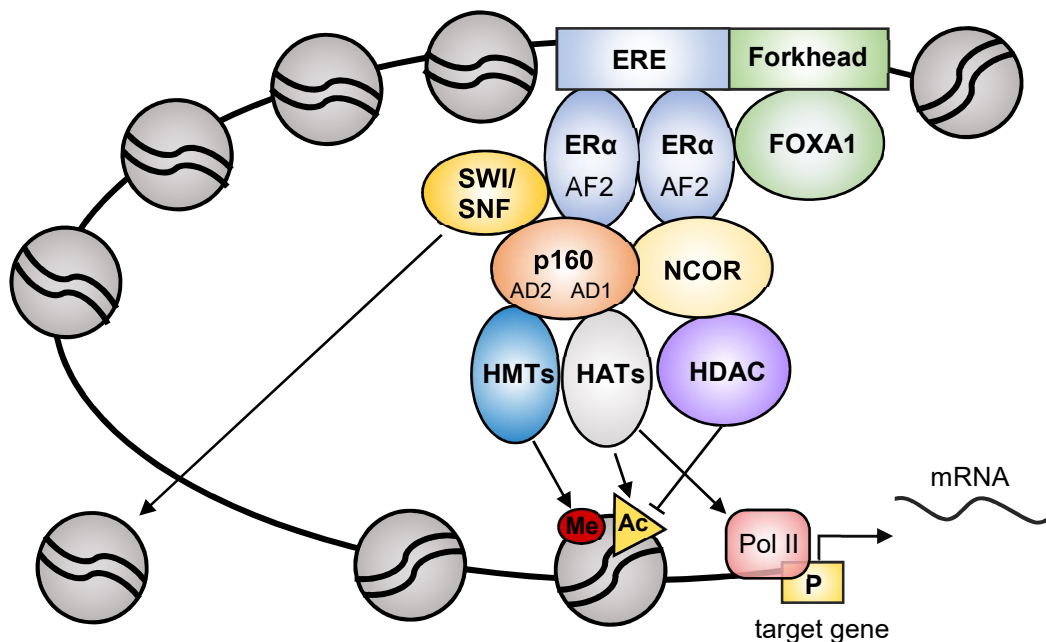 ERE
Forkhead
ERα
AF2
ERα
AF2
FOXA1
SWI/
SNF
p160
AD2 AD1
NCOR
HMTs
HATs
HDAC
Me
Ac
Pol II
P
mRNA
target gene